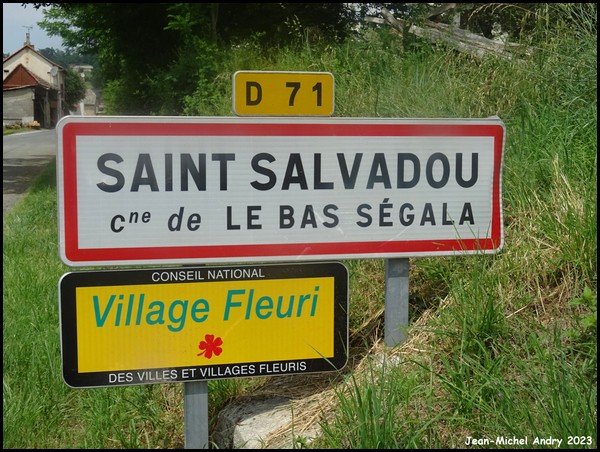 D 71
SAINT SALVADOU
Cne de LE BAS SÉGALA
CONSEIL NATIONAL
Village Fleuri
DES VILLES ET VILLAGES FLEURIS
Jean-Michel Andry 2023